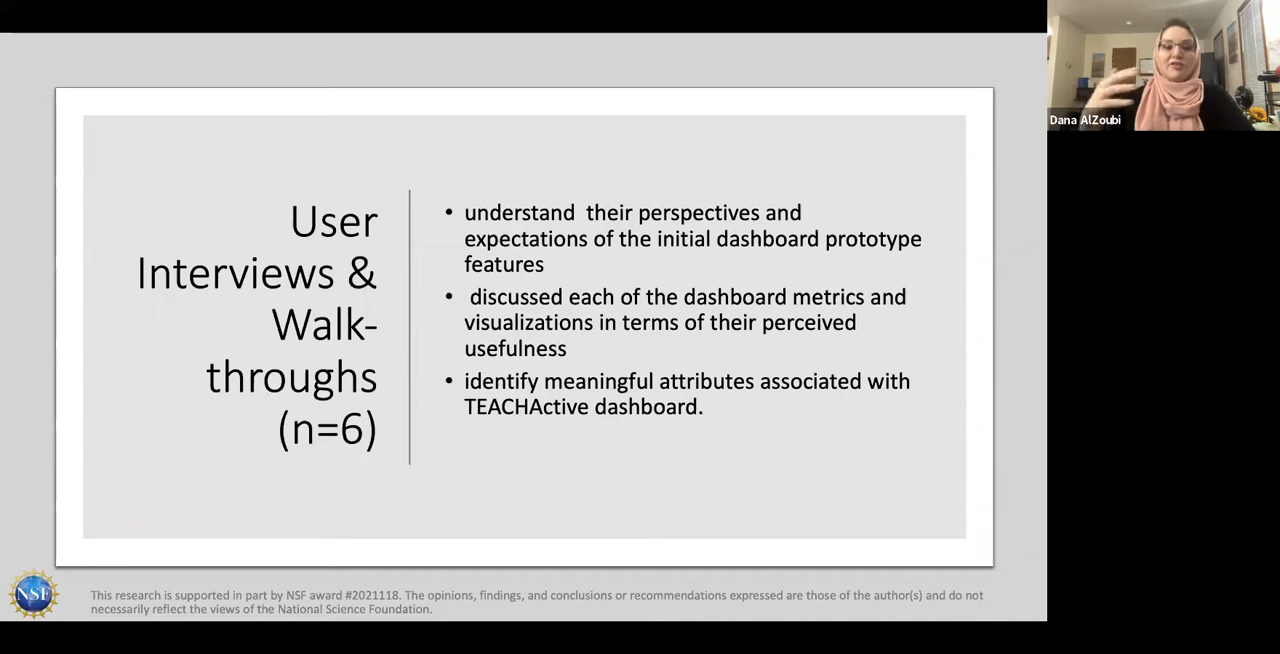 User
Interviews &
Walk-
throughs
(n=6)
• understand  their perspectives and
expectations of the initial dashboard prototype
features
•  discussed each of the dashboard metrics and
visualizations in terms of their perceived
usefulness
• identify meaningful attributes associated with
TEACHActive dashboard.
Dana AlZoubi
NSF
This research is supported in part by NSF award #2021118. The opinions, findings, and conclusions or recommendations expressed are those of the author(s) and do not
necessarily reflect the views of the National Science Foundation.